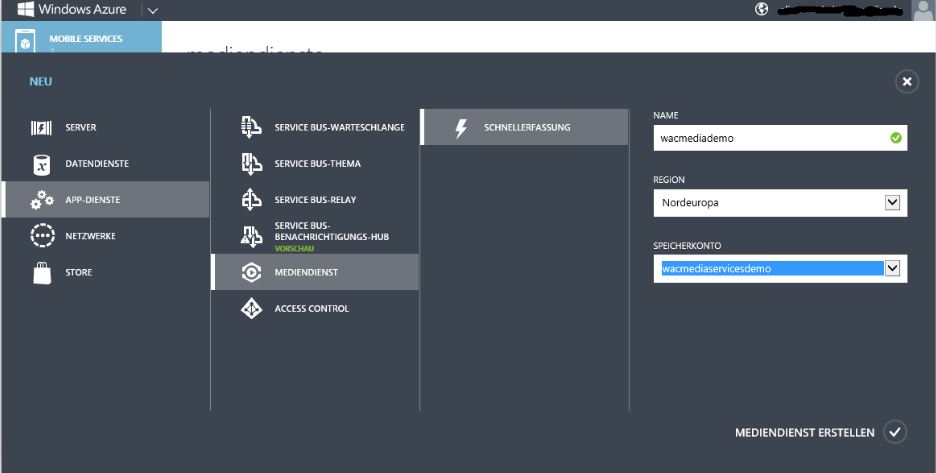 Windows Azure
MOBILE SERVICES
NEU
SERVER
DATENDIENSTE
APP-DIENSTE
NETZWERKE
STORE
SERVICE BUS-WARTESCHLANGE
SERVICE BUS-THEMA
SERVICE BUS-RELAY
SERVICE BUS-
BENACHRICHTIGUNGS-HUB
VORSCHAU
MEDIENDIENST
ACCESS CONTROL
SCHNELLERFASSUNG
NAME
wacmediademo
REGION
Nordeuropa
SPEICHERKONTO
wacmediaservicesdemo
MEDIENDIENST ERSTELLEN